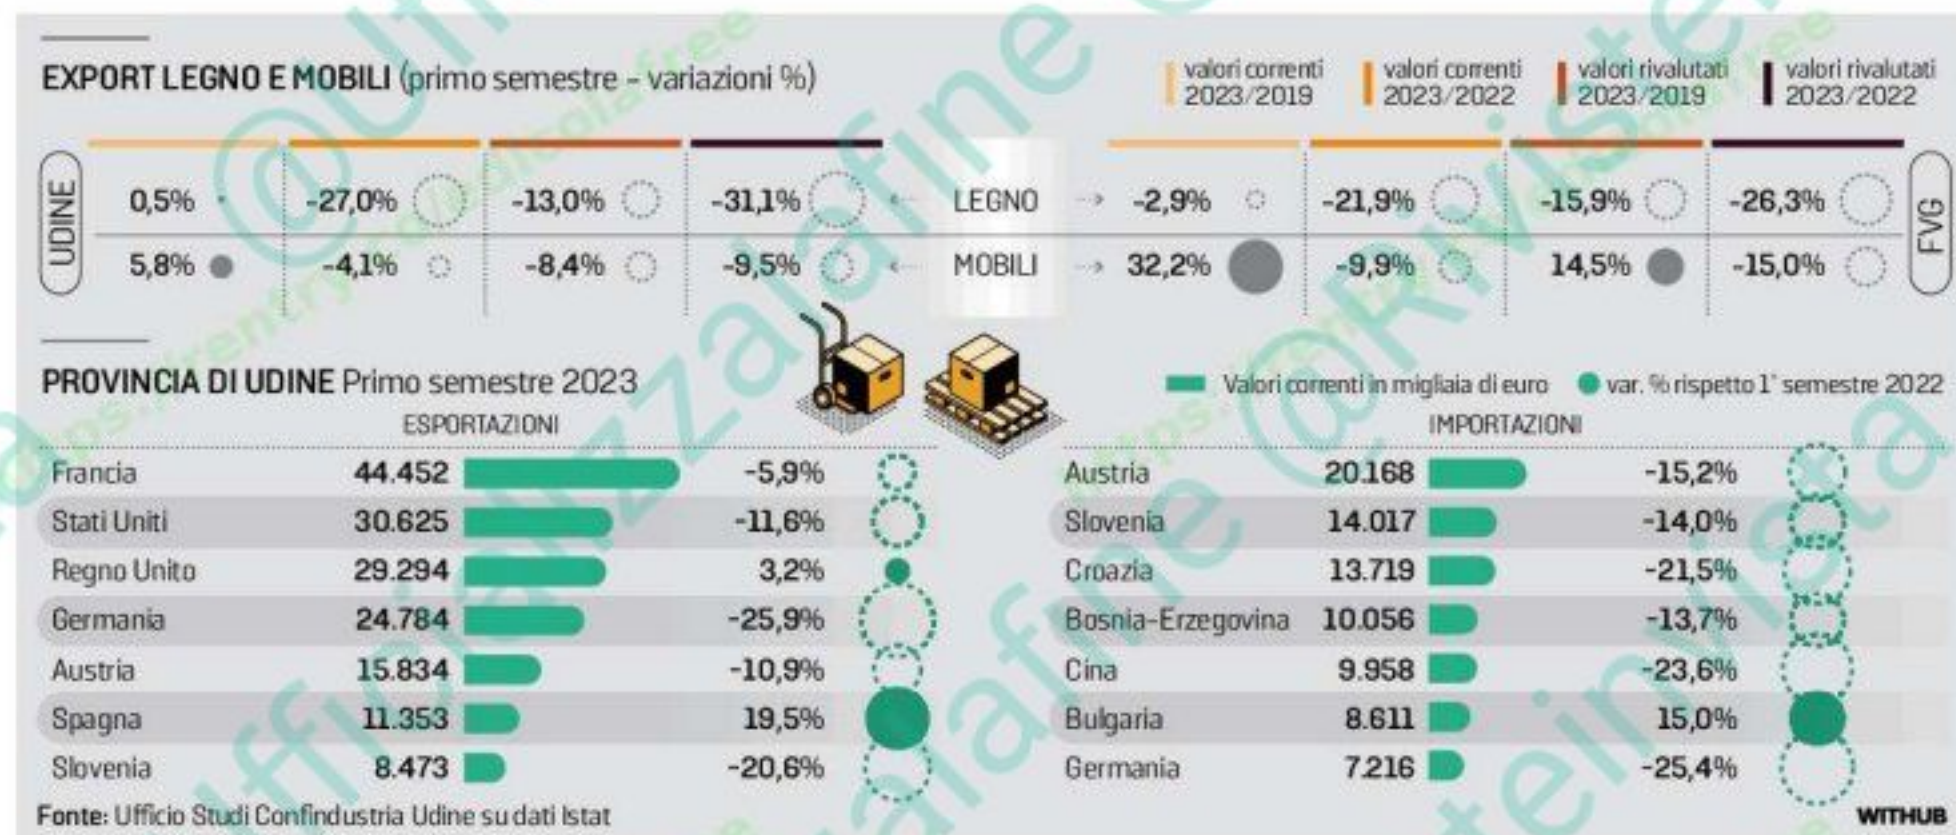 EXPORT LEGNO E MOBILI (primo semestre - variazioni %)
valori correnti 2023/2019
valori correnti 2023/2022
valori rivalutati 2023/2019
valori rivalutati 2023/2022
UDINE
0,5% -27,0% -13,0% -31,1% LEGNO -2,9% -21,9% -15,9% -26,3%
5,8% -4,1% -8,4% -9,5% MOBILI 32,2% -9,9% 14,5% -15,0%
FVG
PROVINCIA DI UDINE Primo semestre 2023
Valori correnti in migliaia di euro var. % rispetto 1° semestre 2022
ESPORTAZIONI
Francia 44.452 -5,9%
Stati Uniti 30.625 -11,6%
Regno Unito 29.294 3,2%
Germania 24.784 -25,9%
Austria 15.834 -10,9%
Spagna 11.353 19,5%
Slovenia 8.473 -20,6%
IMPORTAZIONI
Austria 20.168 -15,2%
Slovenia 14.017 -14,0%
Croazia 13.719 -21,5%
Bosnia-Erzegovina 10.056 -13,7%
Cina 9.958 -23,6%
Bulgaria 8.611 15,0%
Germania 7.216 -25,4%
Fonte: Ufficio Studi Confindustria Udine su dati Istat
WITHUB